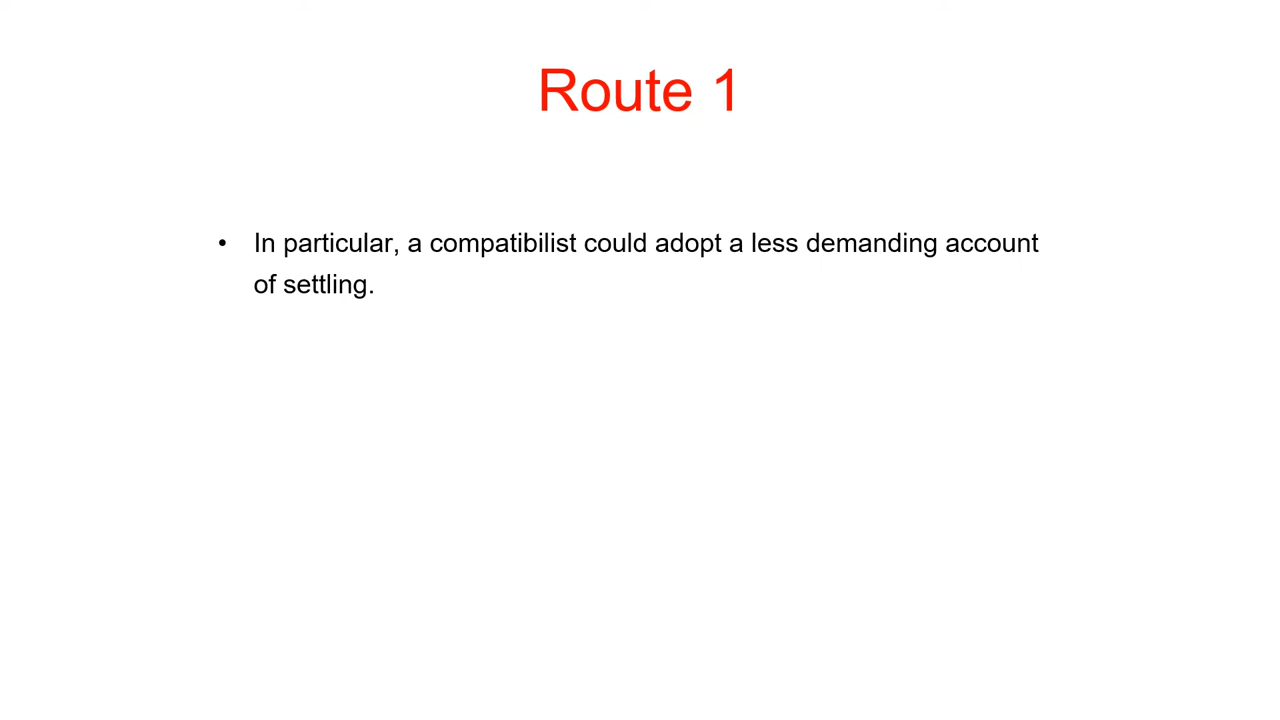 Route 1
• In particular, a compatibilist could adopt a less demanding account
of settling.